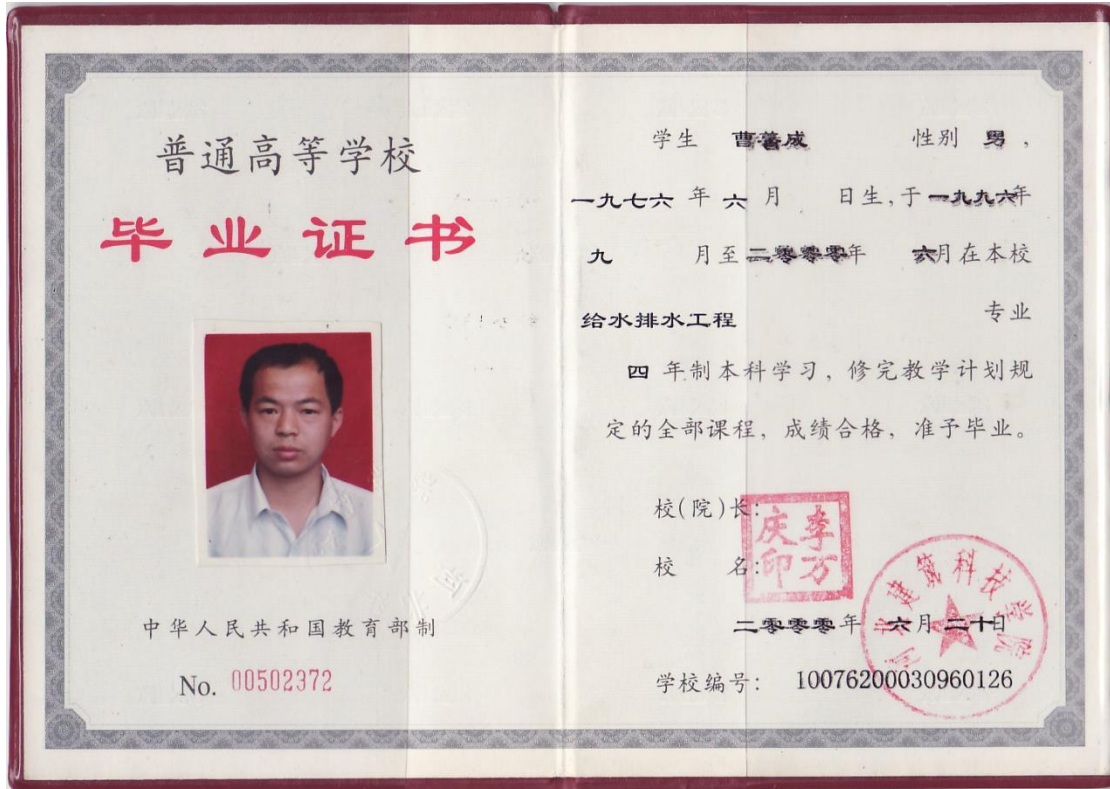 普通高等学校
毕业证书
中华人民共和国教育部制
No. 00502372
学生 曹善成 性别 男，
一九七六 年 六 月 日生,于 一九九六年
九 月至 二零零零年 六月在本校
给水排水工程 专业
四 年制本科学习，修完教学计划规
定的全部课程，成绩合格，准予毕业。
校(院)长:
李万庆印
校 名:
河北建筑科技学院
二零零零年 六月 二十日
学校编号： 10076200030960126